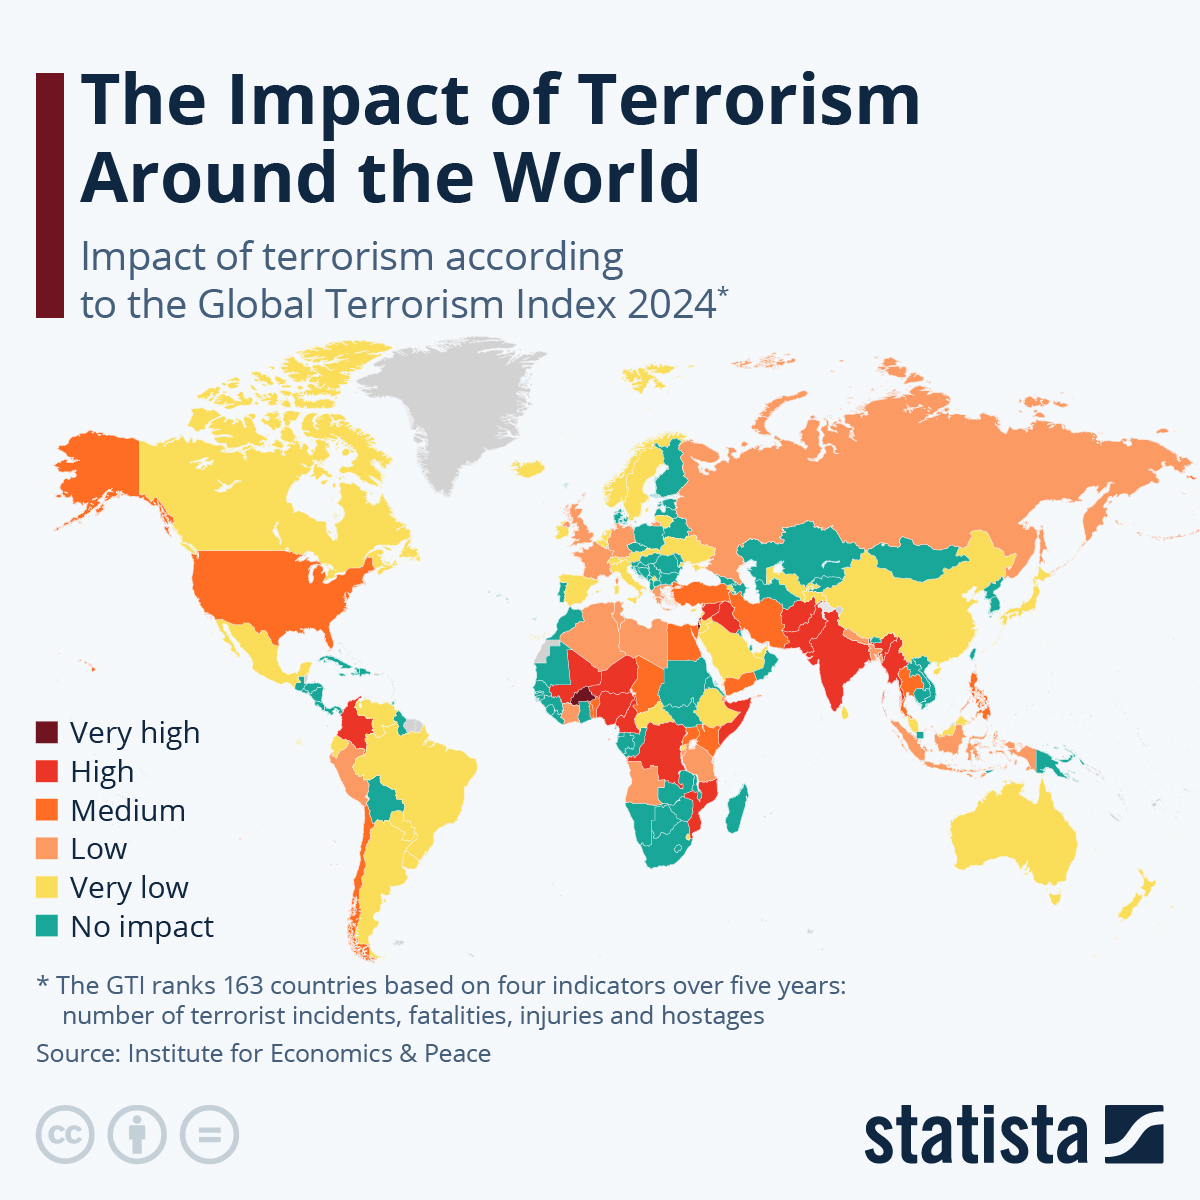 The Impact of Terrorism
Around the World
Impact of terrorism according
to the Global Terrorism Index 2024*
Very high
High
Medium
Low
Very low
No impact
* The GTI ranks 163 countries based on four indicators over five years:
number of terrorist incidents, fatalities, injuries and hostages
Source: Institute for Economics & Peace
cc
statista